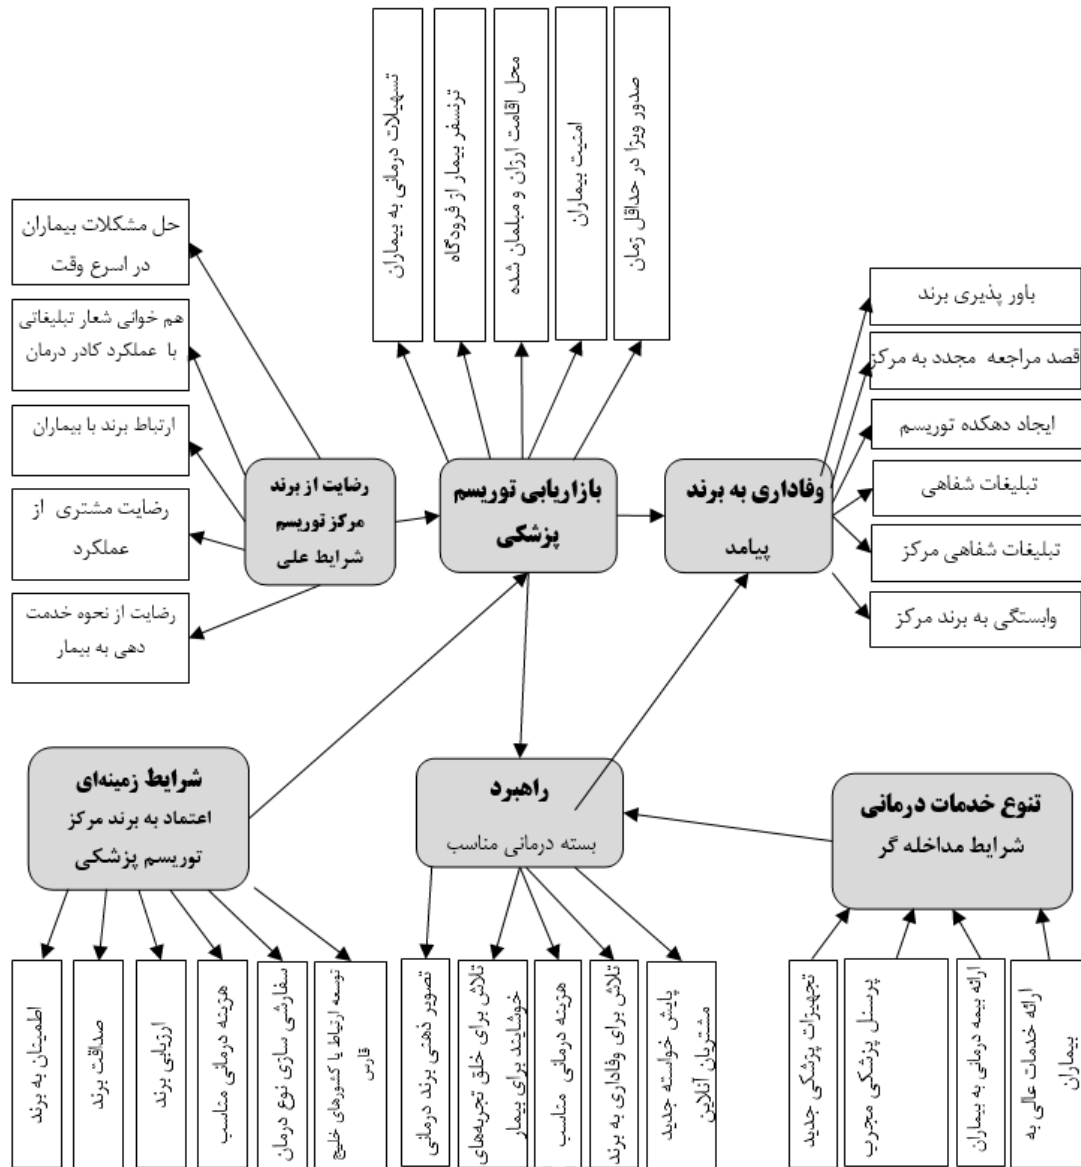 تسهیلات درمانی به بیماران
ترنسفر بیمار از فرودگاه
محل اقامت ارزان و مبلمان شده
امنیت بیماران
صدور ویزا در حداقل زمان
حل مشکلات بیماران
در اسرع وقت
هم خوانی شعار تبلیغاتی
با عملکرد کادر درمان
ارتباط برند با بیماران
رضایت مشتری از
عملکرد
رضایت از نحوه خدمت
دهی به بیمار
رضایت از برند
مرکز توریسم
شرایط علی
بازاریابی توریسم
پزشکی
وفاداری به برند
پیامد
باور پذیری برند
قصد مراجعه مجدد به مرکز
ایجاد دهکده توریسم
تبلیغات شفاهی
تبلیغات شفاهی مرکز
وابستگی به برند مرکز
شرایط زمینه‌ای
اعتماد به برند مرکز
توریسم پزشکی
راهبرد
بسته درمانی مناسب
تنوع خدمات درمانی
شرایط مداخله گر
اطمینان به برند
صداقت برند
ارزیابی برند
هزینه درمانی مناسب
سفارشی سازی نوع درمان
توسعه ارتباط با کشورهای خلیج
فارس
تصویر ذهنی برند درمانی
تلاش برای خلق تجربه‌های
خوشایند برای بیمار
هزینه درمانی مناسب
تلاش برای وفاداری به برند
پایش خواسته جدید
مشتریان آنلاین
تجهیزات پزشکی جدید
پرسنل پزشکی مجرب
ارائه بیمه درمانی به بیماران
ارائه خدمات عالی به
بیماران